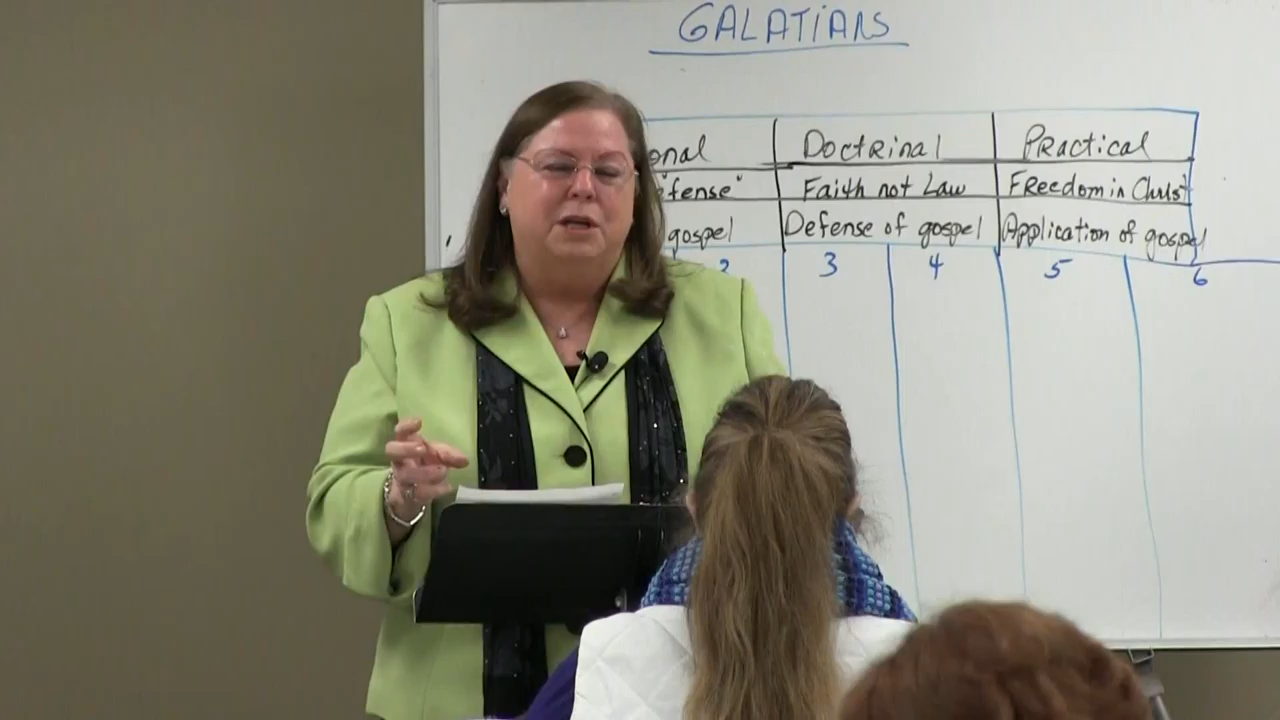 GALATIANS
onal Doctrinal Practical
efense" Faith not Law Freedom in Christ
gospel Defense of gospel Application of gospel
2 3 4 5 6